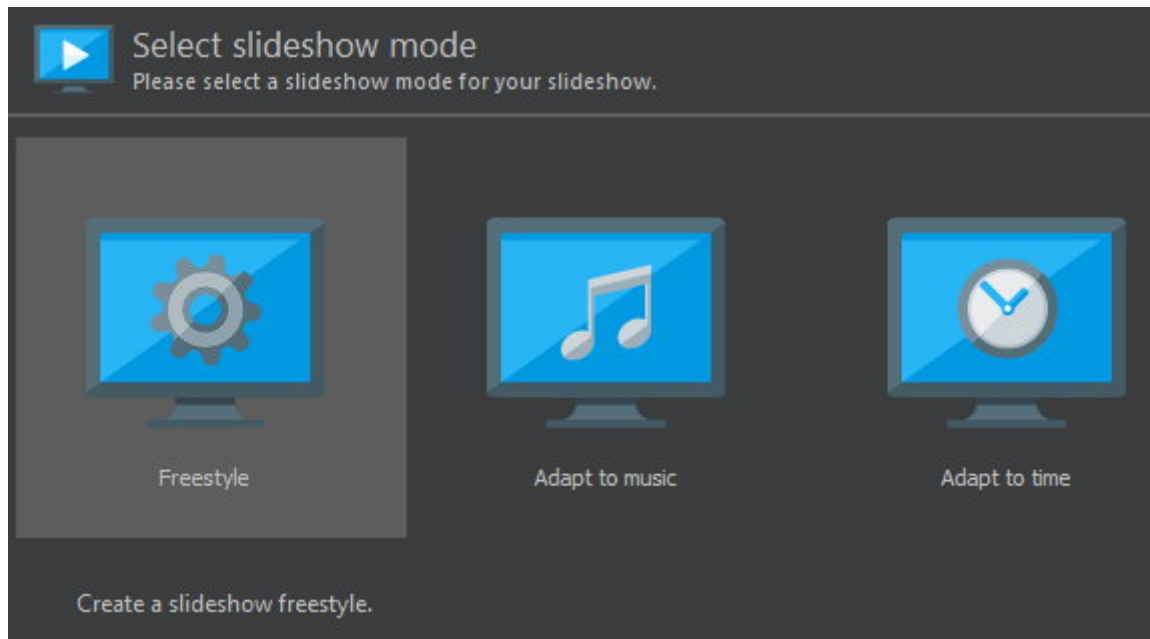 Select slideshow mode
Please select a slideshow mode for your slideshow.
Freestyle
Adapt to music
Adapt to time
Create a slideshow freestyle.